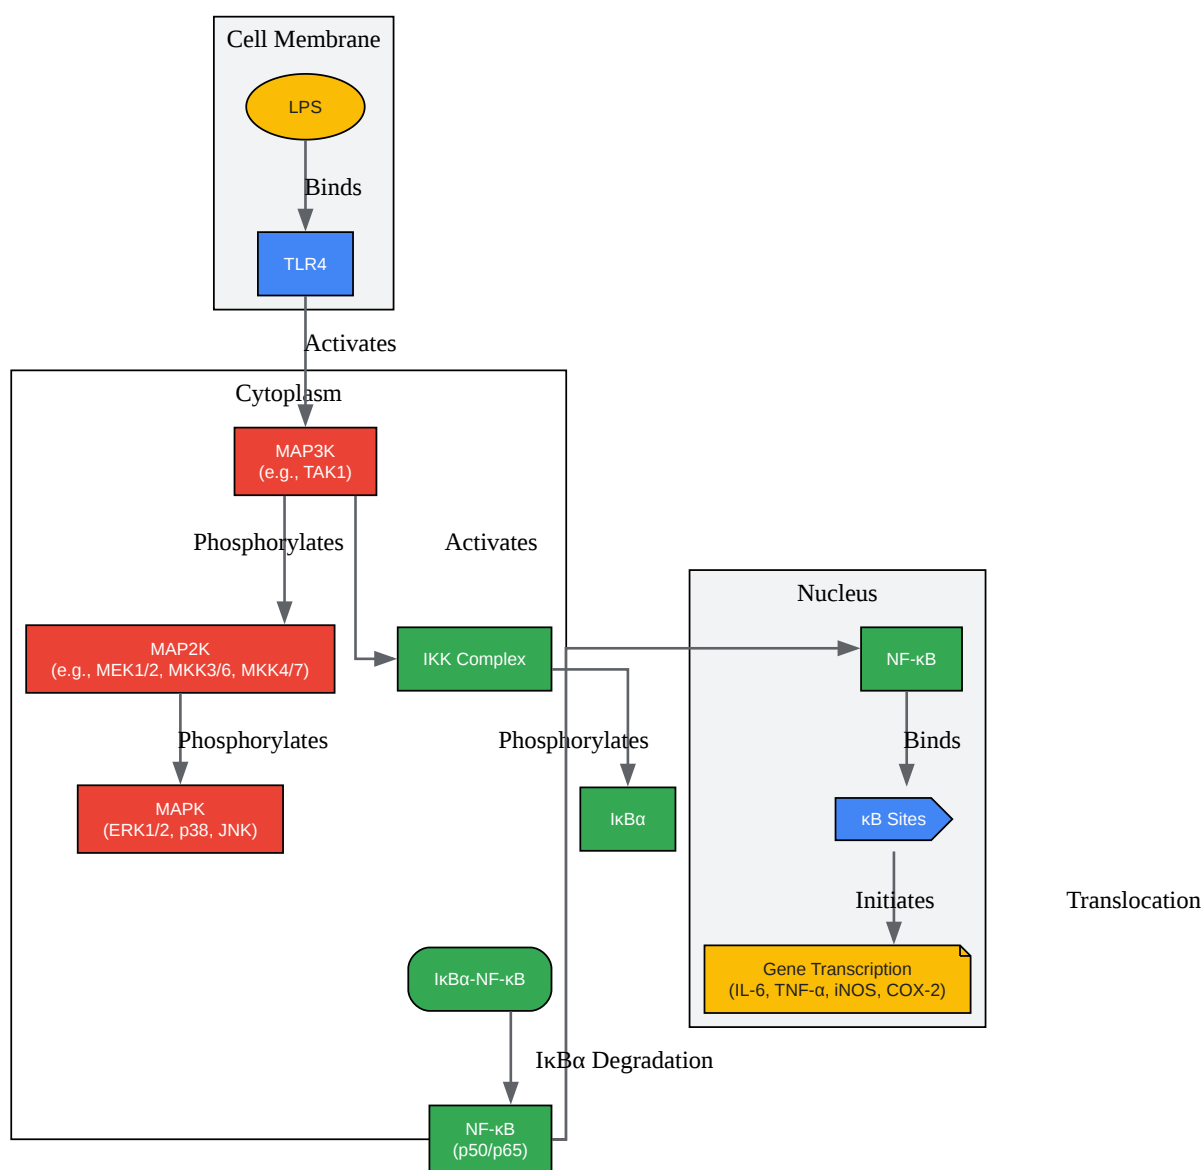 Cell Membrane
LPS
Binds
TLR4
Activates
Cytoplasm
MAP3K
(e.g., TAK1)
Phosphorylates
Activates
Nucleus
MAP2K
(e.g., MEK1/2, MKK3/6, MKK4/7)
IKK Complex
NF-κB
Phosphorylates
Phosphorylates
Binds
MAPK
(ERK1/2, p38, JNK)
IκBα
κB Sites
Initiates
Translocation
IκBα-NF-κB
Gene Transcription
(IL-6, TNF-α, iNOS, COX-2)
IκBα Degradation
NF-κB
(p50/p65)